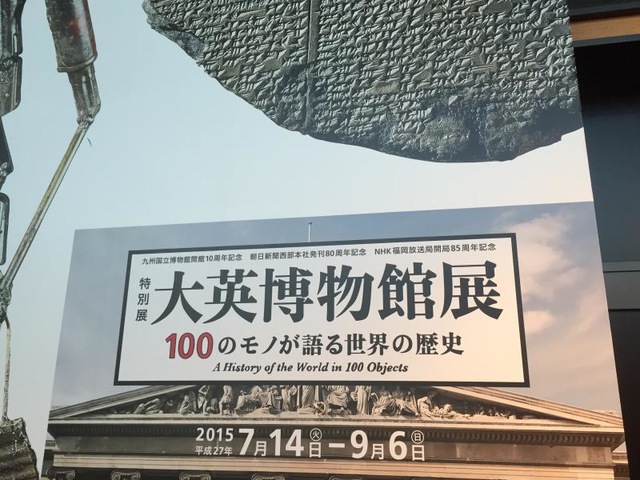 九州国立博物館開館10周年記念 朝日新聞西部本社発刊80周年記念 NHK福岡放送局開局85周年記念
特別展
大英博物館展
100のモノが語る世界の歴史
A History of the World in 100 Objects
2015
平成27年
7月14日㊋−9月6日㊐